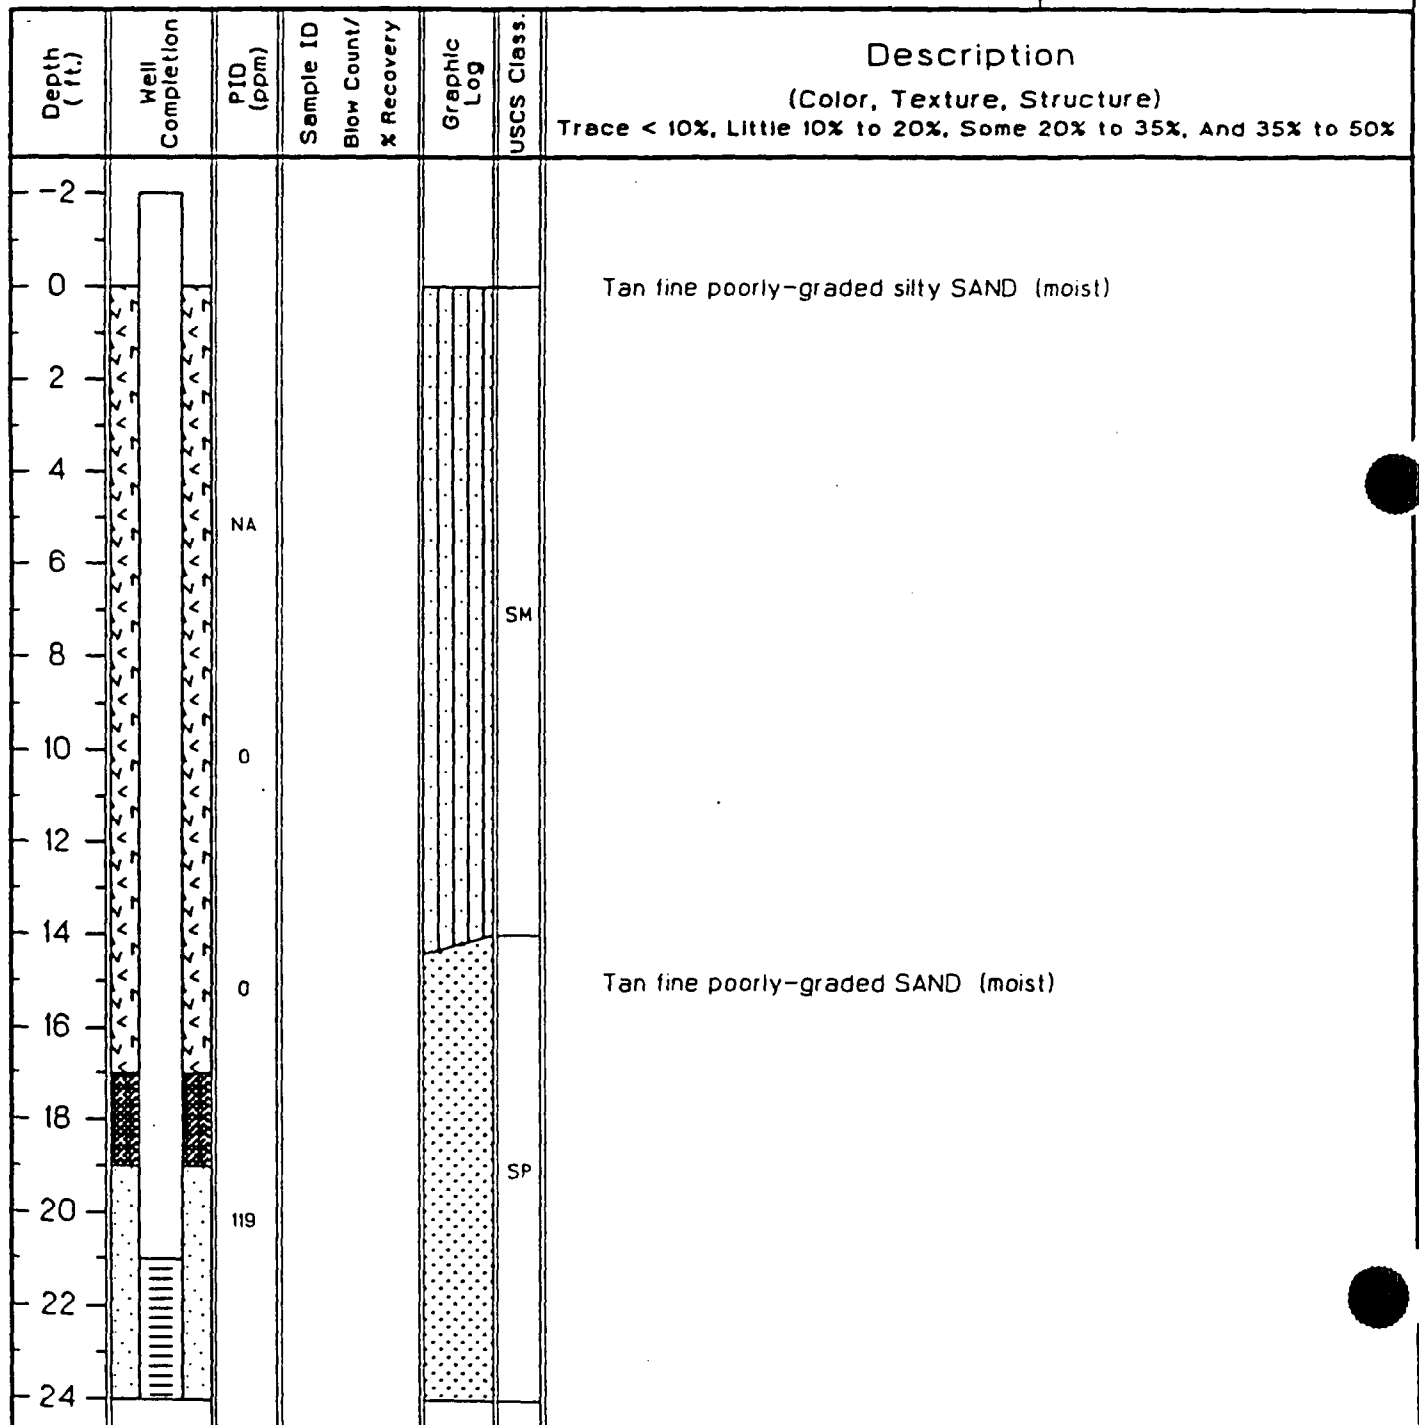 Depth
(ft.)
Well
Completion
PID
(ppm)
Sample ID
Blow Count/
% Recovery
Graphic
Log
USCS Class.
Description
(Color, Texture, Structure)
Trace < 10%, Little 10% to 20%, Some 20% to 35%, And 35% to 50%
-2
0
Tan fine poorly-graded silty SAND (moist)
2
4
NA
6
SM
8
10
0
12
14
Tan fine poorly-graded SAND (moist)
0
16
18
SP
20
119
22
24